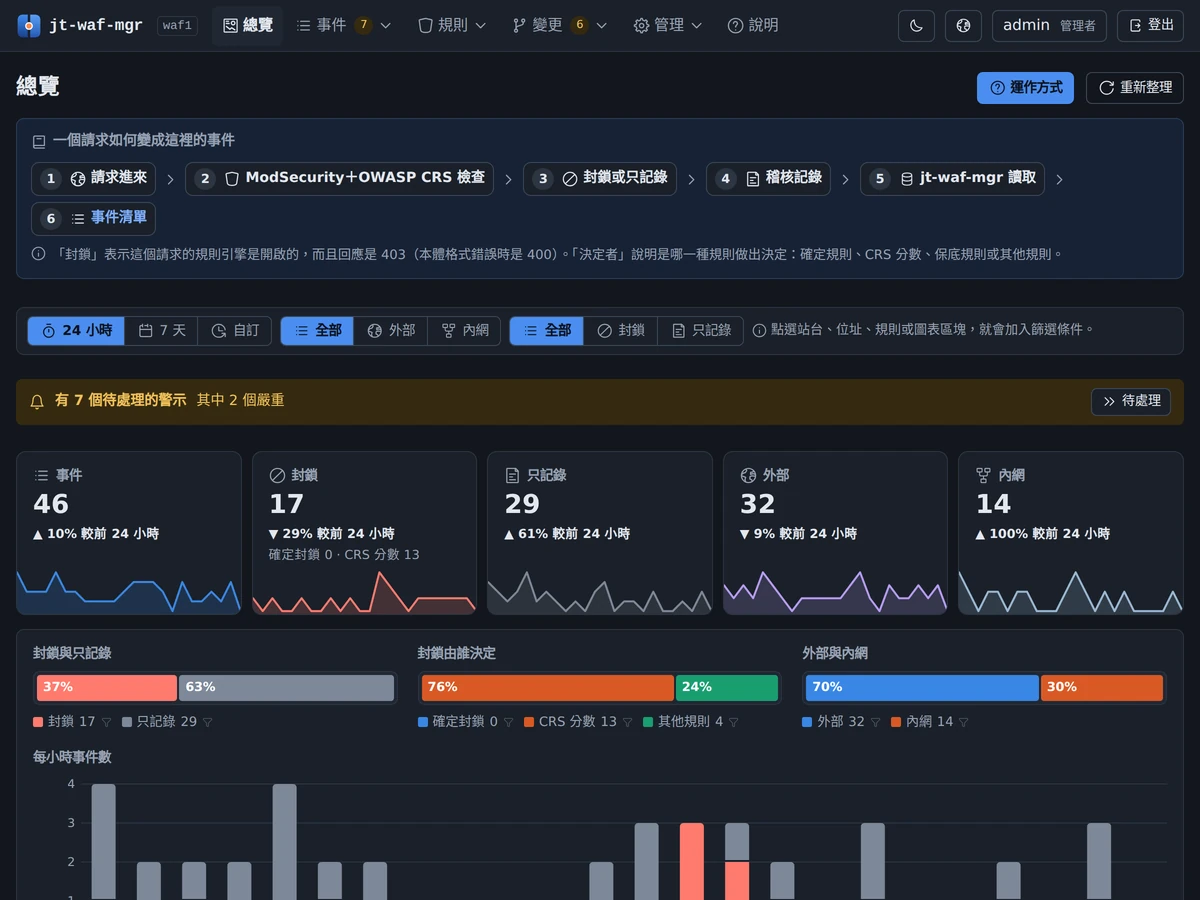 jt-waf-mgr waf1 總覽 事件 7 規則 變更 6 管理 說明 admin 管理者 登出
總覽 運作方式 重新整理
一個請求如何變成這裡的事件
1 請求進來 2 ModSecurity＋OWASP CRS 檢查 3 封鎖或只記錄 4 稽核記錄 5 jt-waf-mgr 讀取
6 事件清單
「封鎖」表示這個請求的規則引擎是開啟的，而且回應是 403（本體格式錯誤時是 400）。「決定者」說明是哪一種規則做出決定：確定規則、CRS 分數、保底規則或其他規則。
24 小時 7 天 自訂 全部 外部 內網 全部 封鎖 只記錄 點選站台、位址、規則或圖表區塊，就會加入篩選條件。
有 7 個待處理的警示 其中 2 個嚴重 待處理
事件 封鎖 只記錄 外部 內網
46 17 29 32 14
▲10% 較前 24 小時 ▼29% 較前 24 小時 ▲61% 較前 24 小時 ▼9% 較前 24 小時 ▲100% 較前 24 小時
確定封鎖 0 · CRS 分數 13
封鎖與只記錄 封鎖由誰決定 外部與內網
37% 63% 76% 24% 70% 30%
封鎖 17 只記錄 29 確定封鎖 0 CRS 分數 13 其他規則 4 外部 32 內網 14
每小時事件數
4
3
2
1